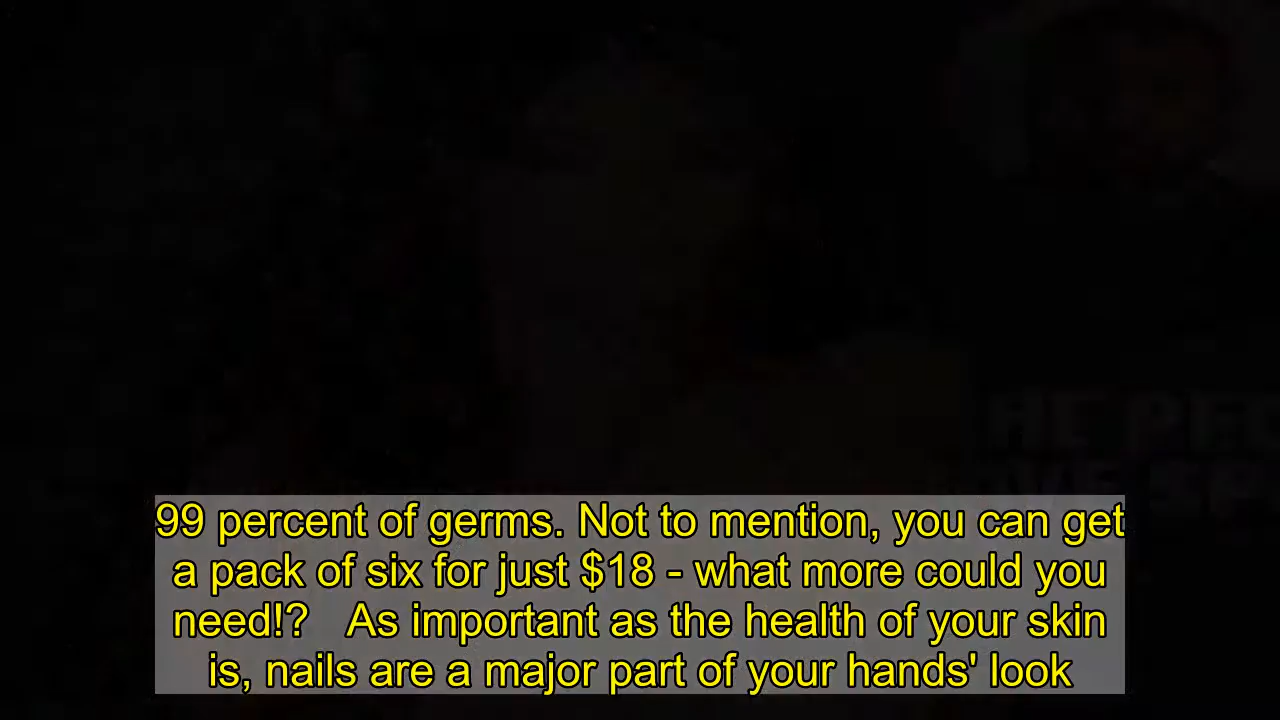 99 percent of germs. Not to mention, you can get
a pack of six for just $18 - what more could you
need!?   As important as the health of your skin
is, nails are a major part of your hands' look